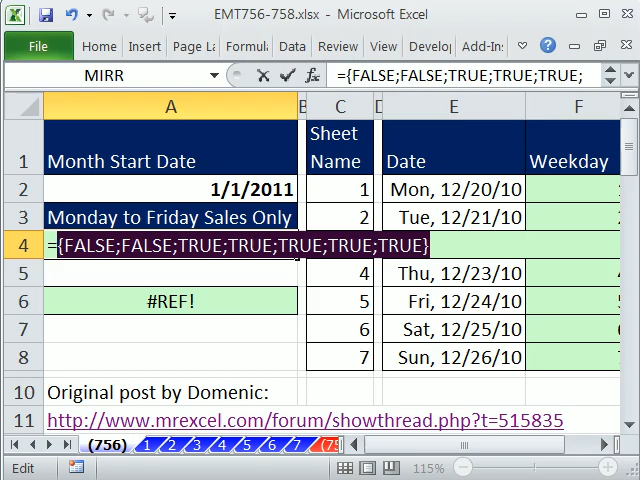 EMT756-758.xlsx - Microsoft Excel
File Home Insert Page La Formula Data Review View Develop Add-Ins
MIRR fx ={FALSE;FALSE;TRUE;TRUE;TRUE;
A B C D E F
1 Month Start Date Sheet Name Date Weekday
2 1/1/2011 1 Mon, 12/20/10
3 Monday to Friday Sales Only 2 Tue, 12/21/10
4 ={FALSE;FALSE;TRUE;TRUE;TRUE;TRUE;TRUE}
5 4 Thu, 12/23/10
6 #REF! 5 Fri, 12/24/10
7 6 Sat, 12/25/10
8 7 Sun, 12/26/10
10 Original post by Domenic:
11 http://www.mrexcel.com/forum/showthread.php?t=515835
(756) 1 2 3 4 5 6 7 (75
Edit 115%